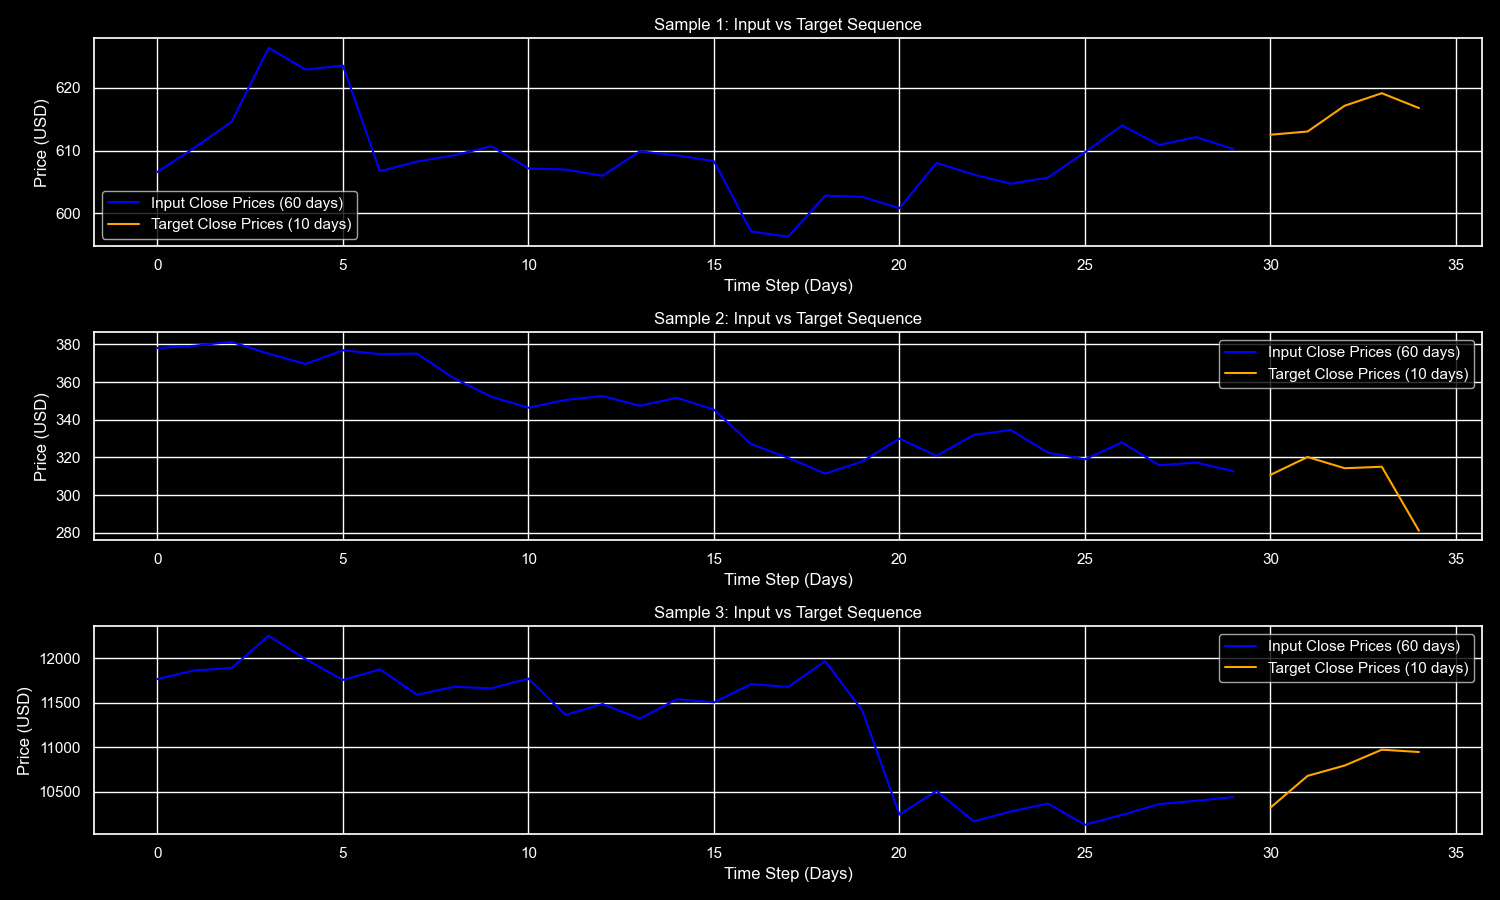 Sample 1: Input vs Target Sequence
Price (USD)
620
610
600
Input Close Prices (60 days)
Target Close Prices (10 days)
0 5 10 15 20 25 30 35
Time Step (Days)
Sample 2: Input vs Target Sequence
Price (USD)
380
360
340
320
300
280
Input Close Prices (60 days)
Target Close Prices (10 days)
0 5 10 15 20 25 30 35
Time Step (Days)
Sample 3: Input vs Target Sequence
Price (USD)
12000
11500
11000
10500
Input Close Prices (60 days)
Target Close Prices (10 days)
0 5 10 15 20 25 30 35
Time Step (Days)